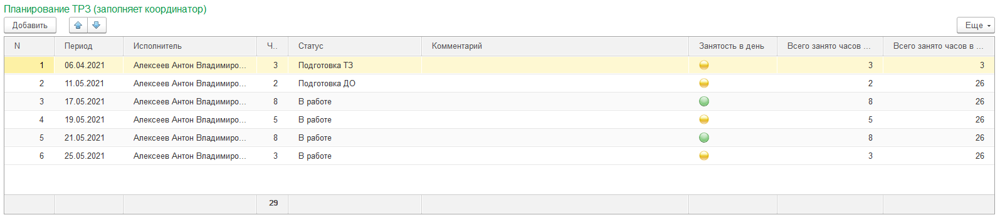 Планирование ТРЗ (заполняет координатор)
Добавить Еще
N Период Исполнитель Ч.. Статус Комментарий Занятость в день Всего занято часов ... Всего занято часов в ...
1 06.04.2021 Алексеев Антон Владимиро... 3 Подготовка ТЗ 3 3
2 11.05.2021 Алексеев Антон Владимиро... 2 Подготовка ДО 2 26
3 17.05.2021 Алексеев Антон Владимиро... 8 В работе 8 26
4 19.05.2021 Алексеев Антон Владимиро... 5 В работе 5 26
5 21.05.2021 Алексеев Антон Владимиро... 8 В работе 8 26
6 25.05.2021 Алексеев Антон Владимиро... 3 В работе 3 26
29